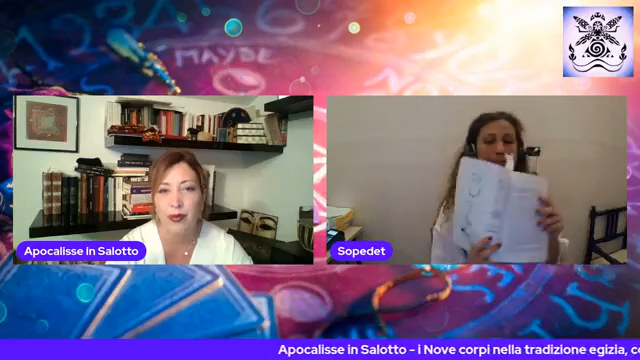 MAYBE
Apocalisse in Salotto
Sopedet
Apocalisse in Salotto - i Nove corpi nella tradizione egizia, c